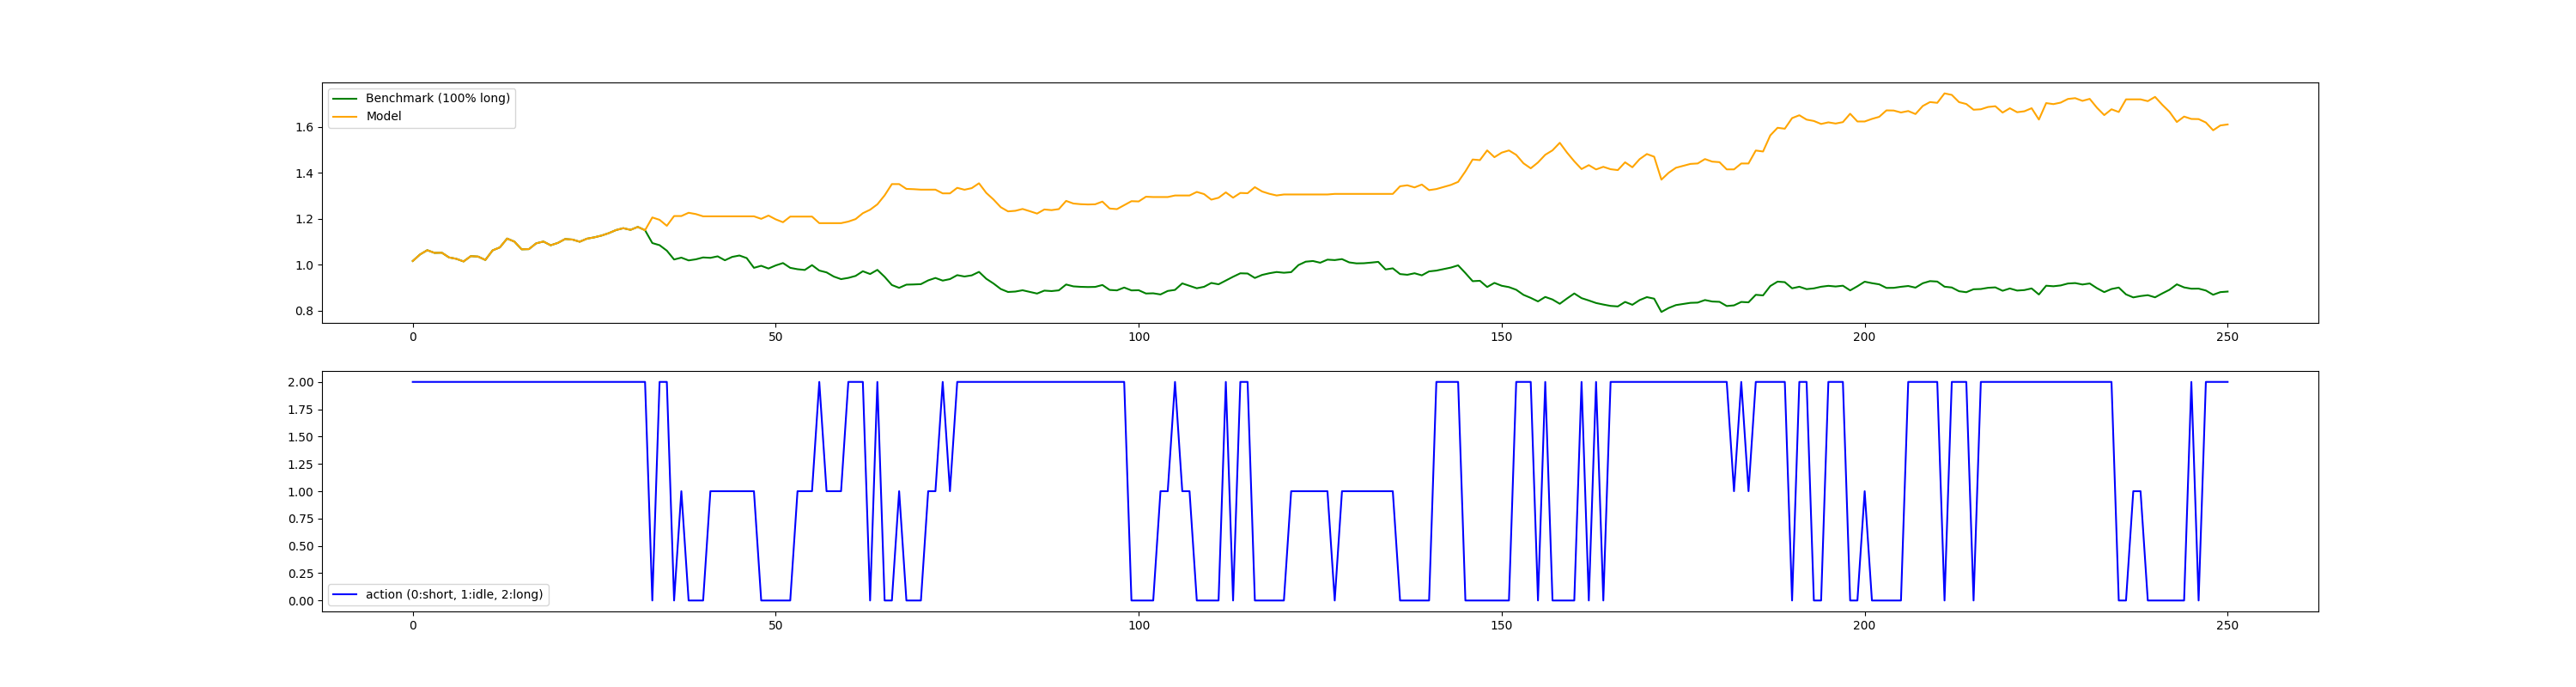 Benchmark (100% long)
Model
1.6
1.4
1.2
1.0
0.8
0 50 100 150 200 250
2.00
1.75
1.50
1.25
1.00
0.75
0.50
0.25
0.00
action (0:short, 1:idle, 2:long)
0 50 100 150 200 250